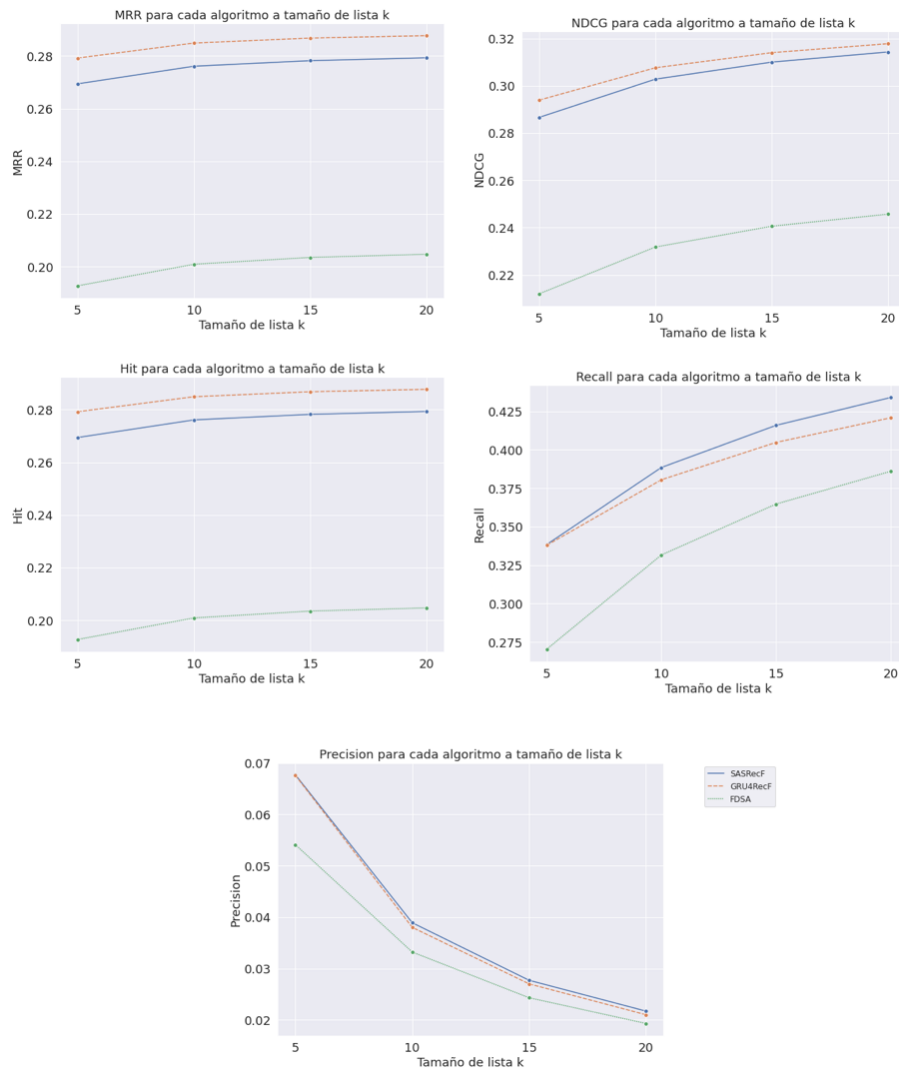 MRR para cada algoritmo a tamaño de lista k
0.28
0.26
0.24
0.22
0.20
MRR
5 10 15 20
Tamaño de lista k
NDCG para cada algoritmo a tamaño de lista k
0.32
0.30
0.28
0.26
0.24
0.22
NDCG
5 10 15 20
Tamaño de lista k
Hit para cada algoritmo a tamaño de lista k
0.28
0.26
0.24
0.22
0.20
Hit
5 10 15 20
Tamaño de lista k
Recall para cada algoritmo a tamaño de lista k
0.425
0.400
0.375
0.350
0.325
0.300
0.275
Recall
5 10 15 20
Tamaño de lista k
Precision para cada algoritmo a tamaño de lista k
0.07
0.06
0.05
0.04
0.03
0.02
Precision
5 10 15 20
Tamaño de lista k
SASRecF
GRU4RecF
FDSA